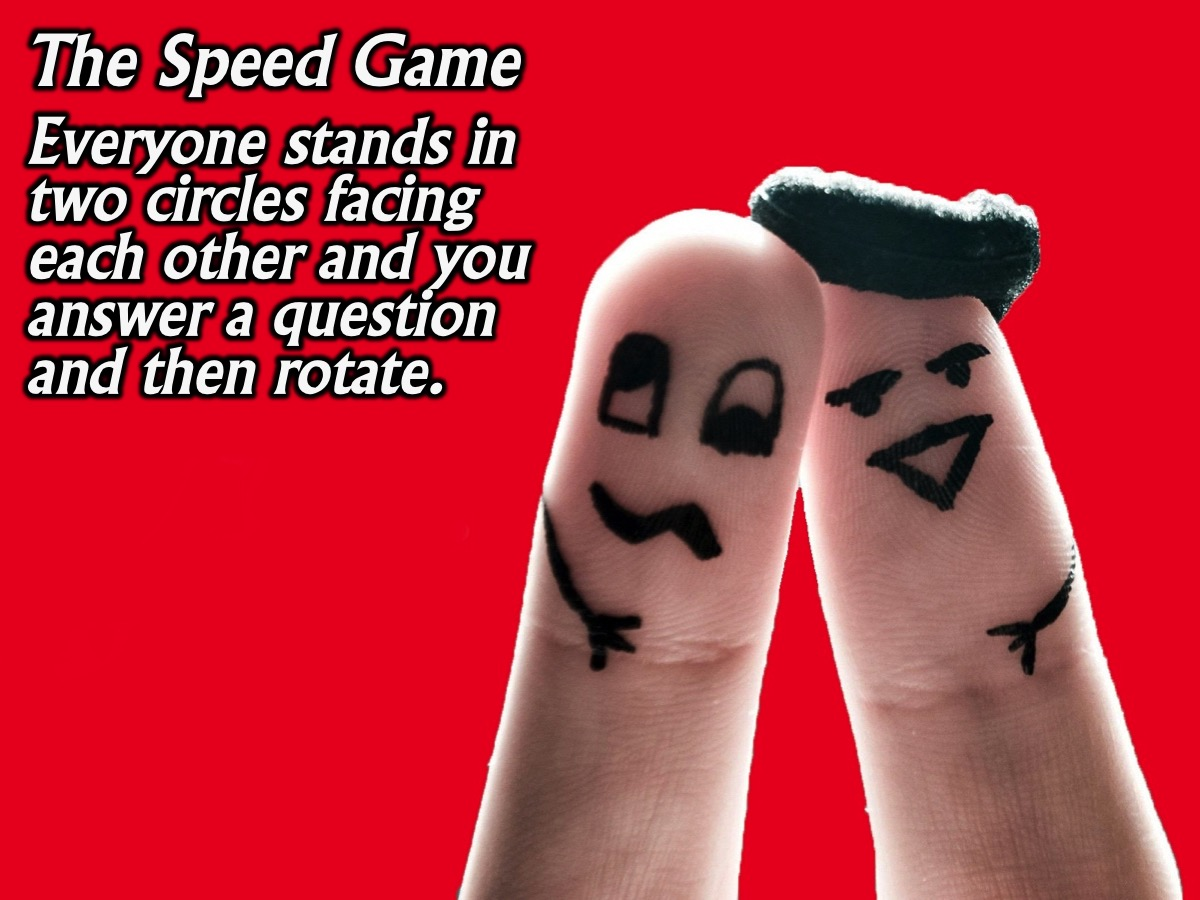 The Speed Game
Everyone stands in
two circles facing
each other and you
answer a question
and then rotate.